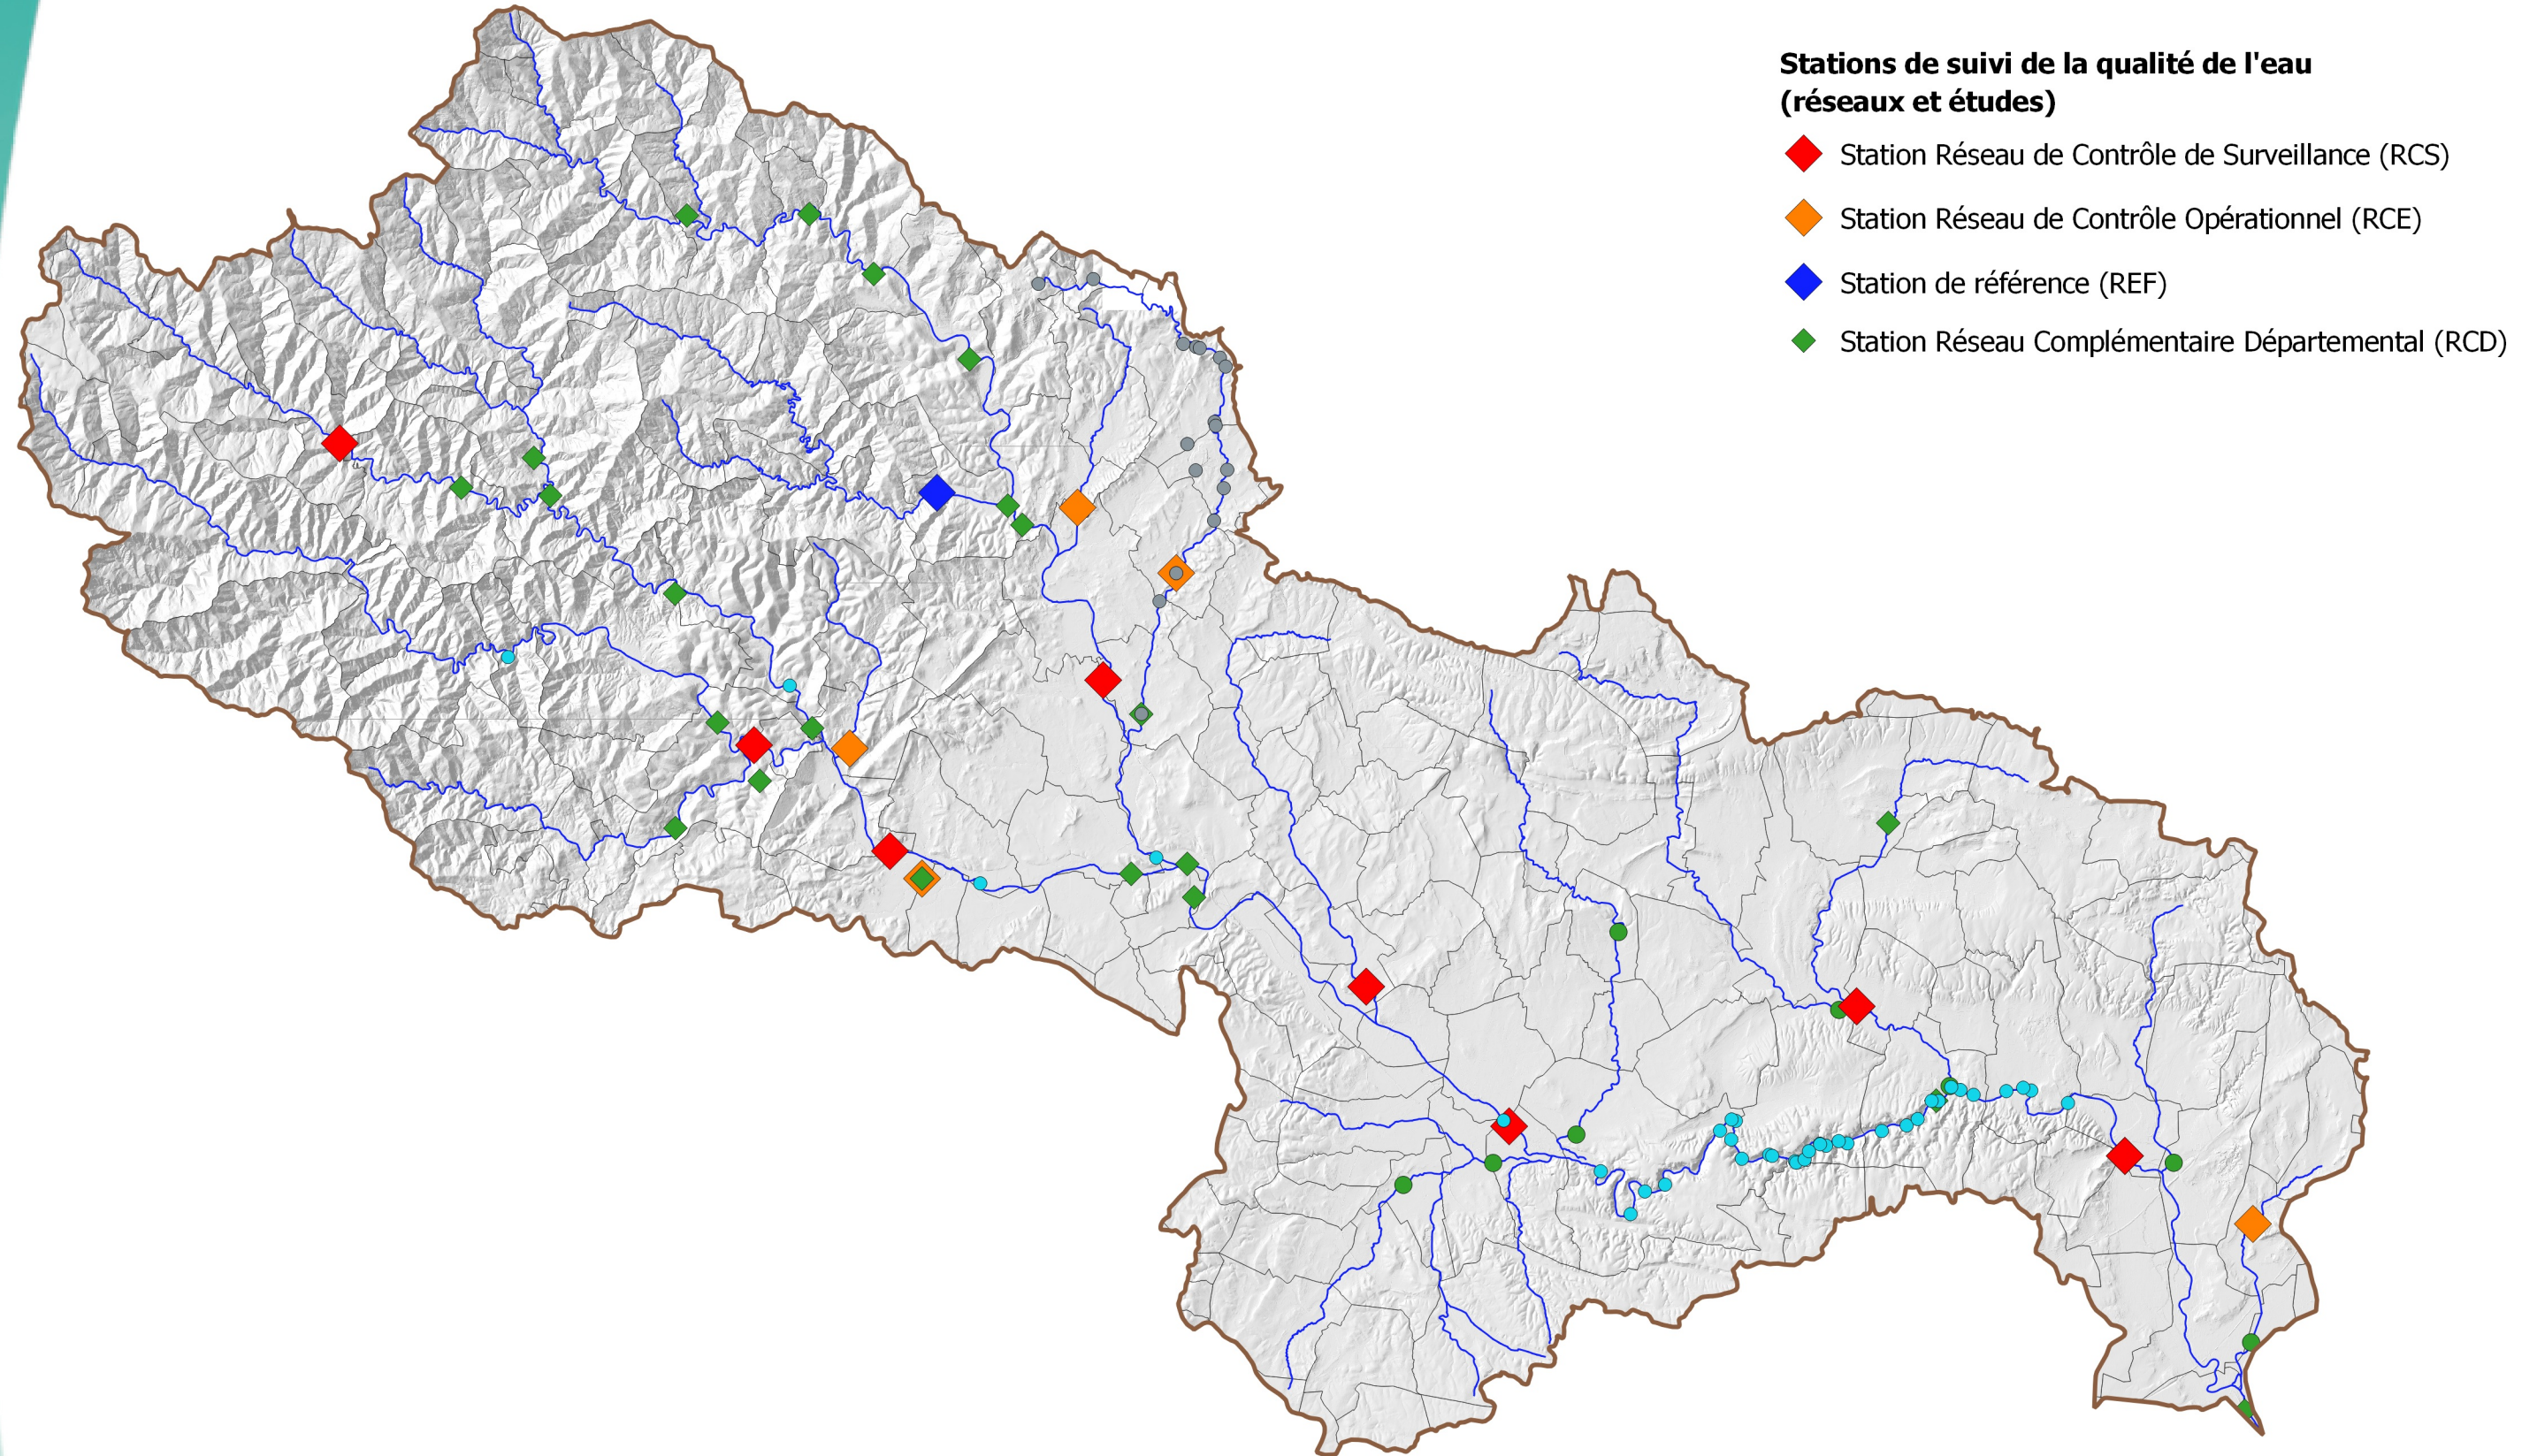 Stations de suivi de la qualité de l'eau
(réseaux et études)
Station Réseau de Contrôle de Surveillance (RCS)
Station Réseau de Contrôle Opérationnel (RCE)
Station de référence (REF)
Station Réseau Complémentaire Départemental (RCD)